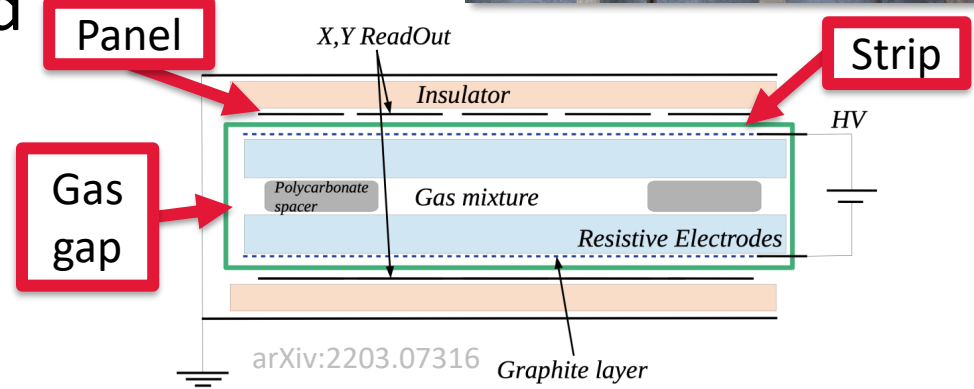 d
Panel
X,Y ReadOut
Strip
Insulator
HV
Gas
gap
Polycarbonate
spacer
Gas mixture
Resistive Electrodes
arXiv:2203.07316
Graphite layer